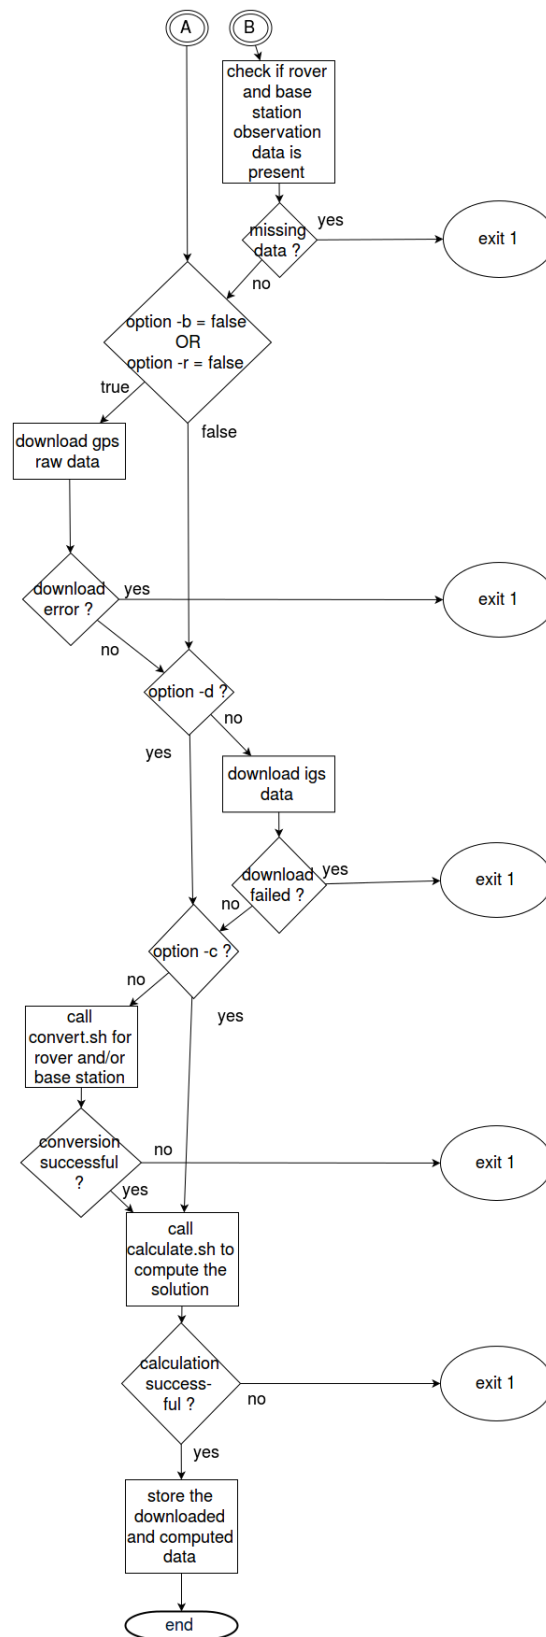 A
B
check if rover
and base
station
observation
data is
present
missing
data ?
yes
exit 1
no
option -b = false
OR
option -r = false
true
false
download gps
raw data
download
error ?
yes
exit 1
no
option -d ?
no
yes
download igs
data
download
failed ?
yes
exit 1
no
option -c ?
no
yes
call
convert.sh for
rover and/or
base station
conversion
successful
?
no
exit 1
yes
call
calculate.sh to
compute the
solution
calculation
success-
ful ?
no
exit 1
yes
store the
downloaded
and computed
data
end